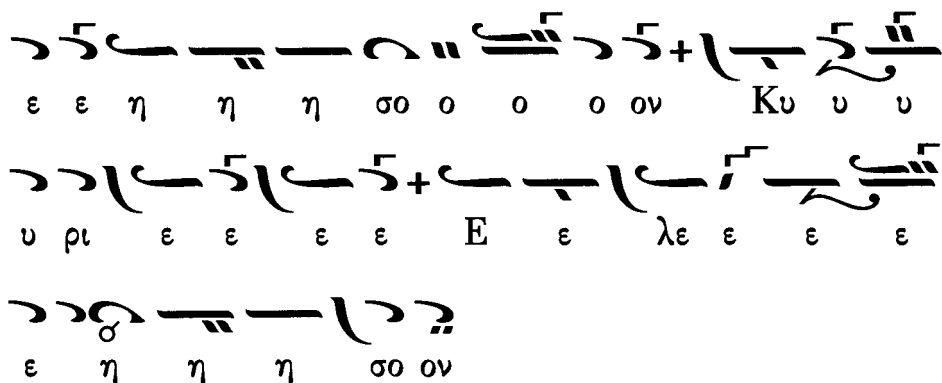 ε ε η η η σο ο ο ο ον Κυ υ υ
υ ρι ε ε ε ε Ε ε λε ε ε ε
ε η η η σο ον